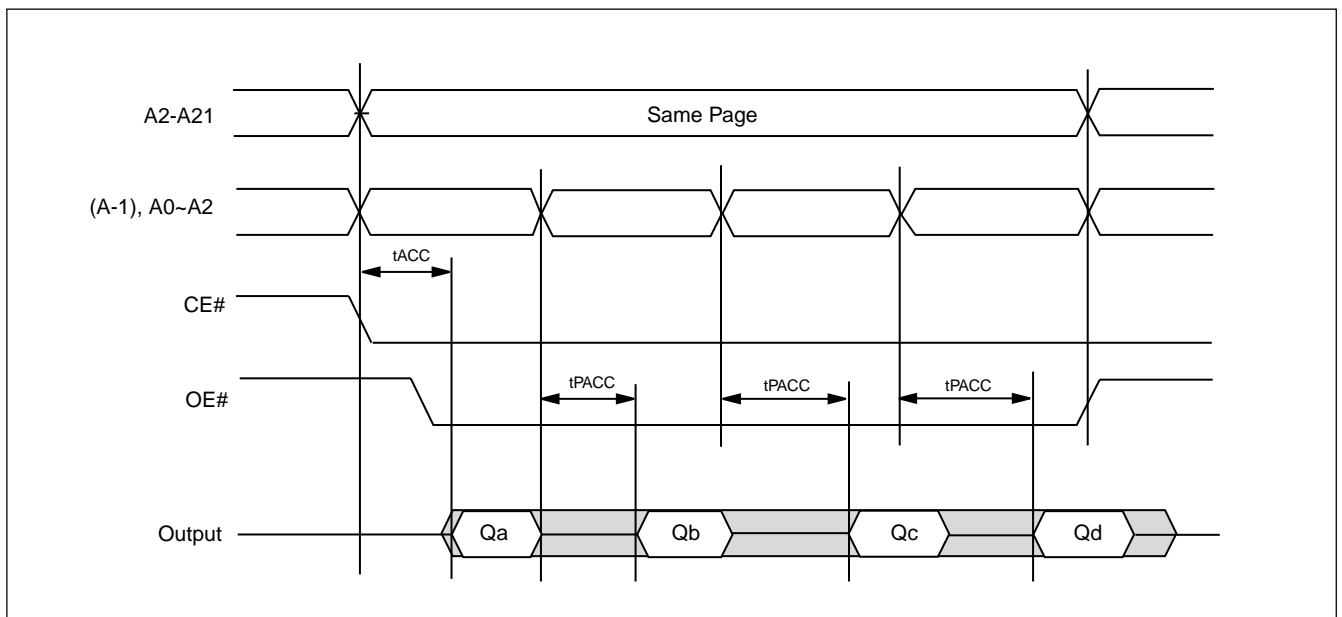 A2-A21
Same Page
(A-1), A0~A2
tACC
CE#
OE#
tPACC
tPACC
tPACC
Output
Qa
Qb
Qc
Qd